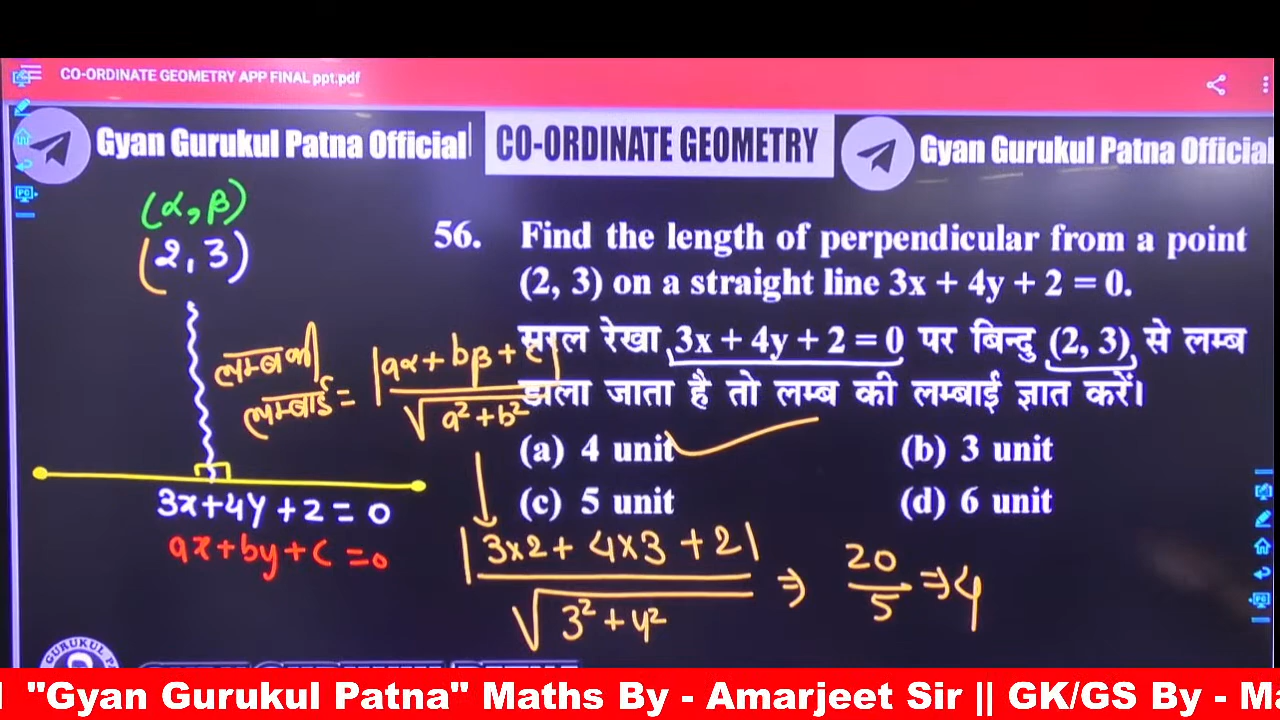 CO-ORDINATE GEOMETRY APP FINAL ppt.pdf
Gyan Gurukul Patna Official
CO-ORDINATE GEOMETRY
Gyan Gurukul Patna Official
(α, β)
(2, 3)
लम्ब की
लम्बाई = |aα + bβ + c| / √a² + b²
3x+4y+2=0
ax+by+c=0
56. Find the length of perpendicular from a point
(2, 3) on a straight line 3x + 4y + 2 = 0.
सरल रेखा 3x + 4y + 2 = 0 पर बिन्दु (2, 3) से लम्ब
डाला जाता है तो लम्ब की लम्बाई ज्ञात करें।
(a) 4 unit
(b) 3 unit
(c) 5 unit
(d) 6 unit
|3×2 + 4×3 + 2| / √3² + 4² ⇒ 20/5 ⇒ 4
"Gyan Gurukul Patna" Maths By - Amarjeet Sir || GK/GS By - Ma